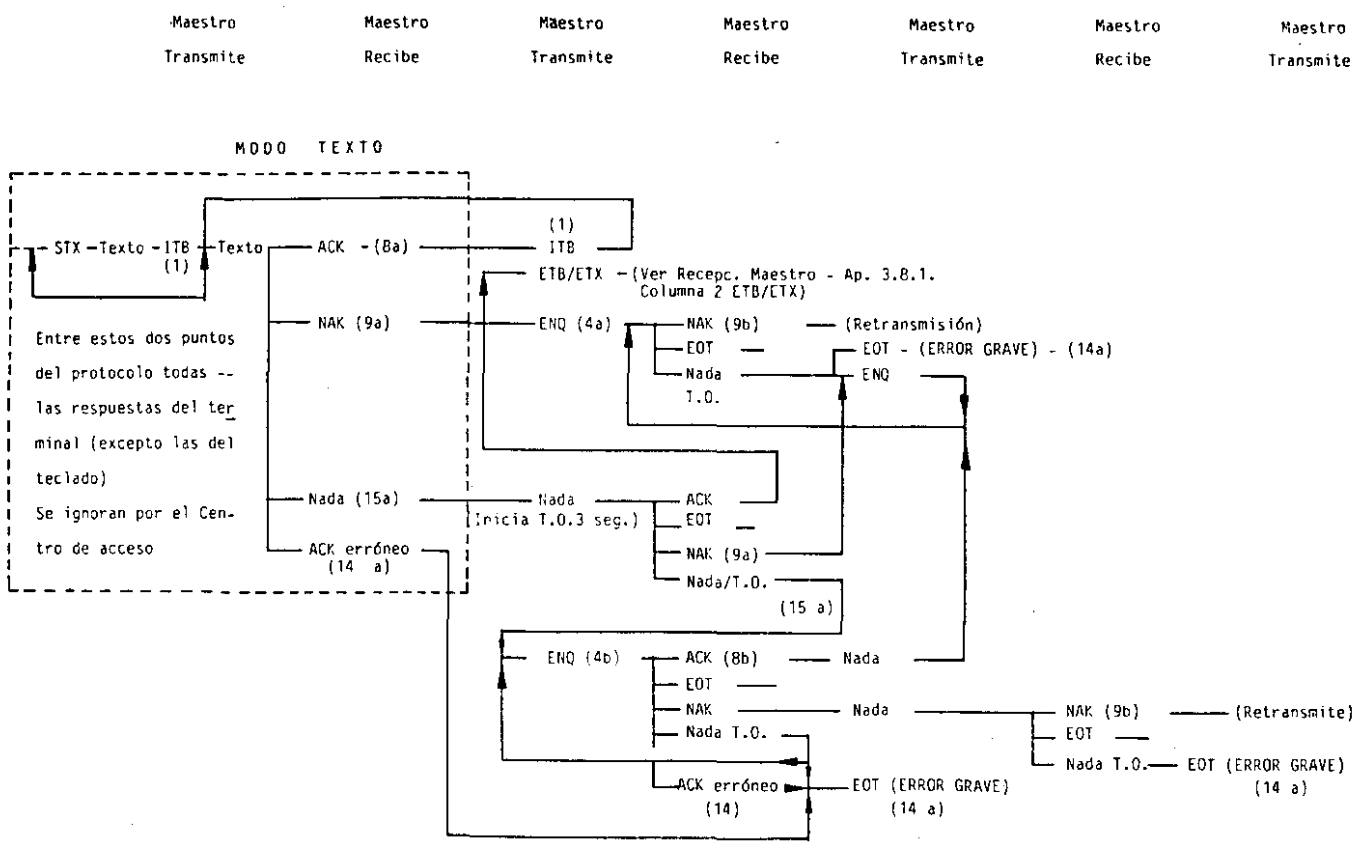 Maestro Maestro Maestro Maestro Maestro Maestro Maestro
Transmite Recibe Transmite Recibe Transmite Recibe Transmite
MODO TEXTO
STX - Texto - ITB - Texto ACK - (8a) ITB
(1) (1)
ETB/ETX - (Ver Recepc. Maestro - Ap. 3.8.1.
Columna 2 ETB/ETX)
NAK (9a) ENQ (4a) NAK (9b) (Retransmisión)
Entre estos dos puntos
del protocolo todas --
las respuestas del ter
minal (excepto las del
teclado)
Se ignoran por el Cen-
tro de acceso
EOT EOT - (ERROR GRAVE) - (14a)
Nada ENQ
T.O.
Nada (15a) Nada ACK
(Inicia T.O.3 seg.) EOT
ACK erróneo NAK (9a)
(14 a) Nada/T.O.
(15 a)
ENQ (4b) ACK (8b) Nada
EOT
NAK Nada NAK (9b) (Retransmite)
Nada T.O. EOT
Nada T.O. EOT (ERROR GRAVE)
(14 a)
ACK erróneo EOT (ERROR GRAVE)
(14) (14 a)